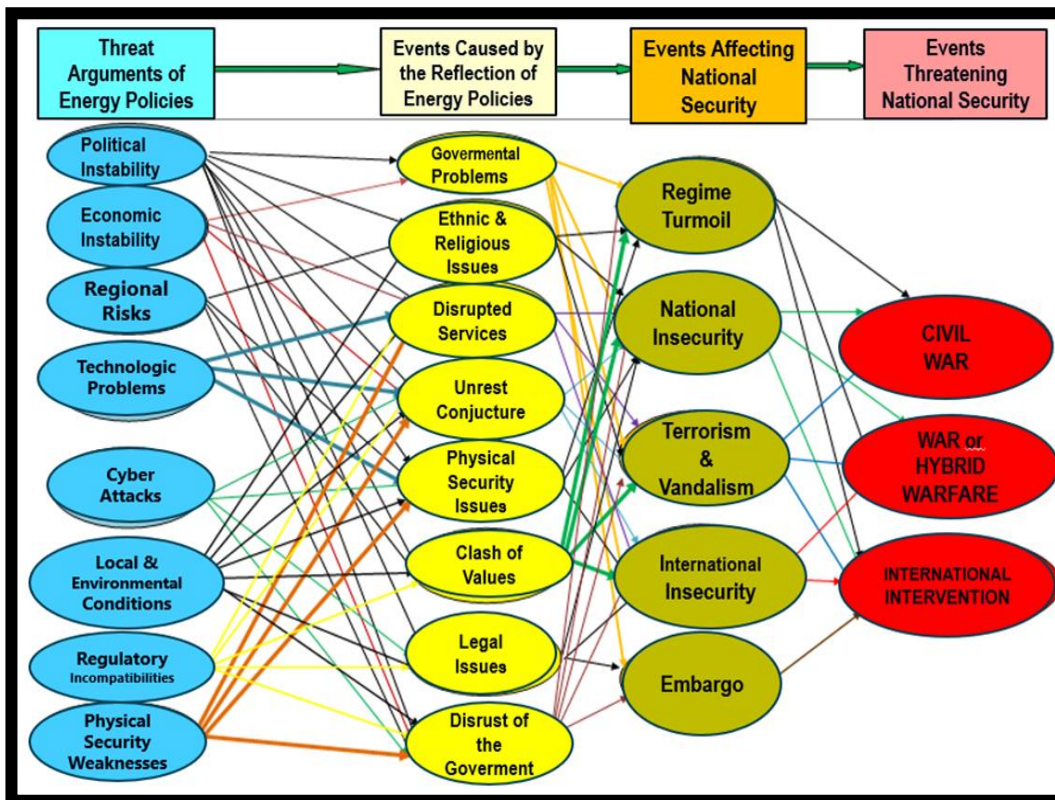 Threat
Arguments of
Energy Policies
Events Caused by
the Reflection of
Energy Policies
Events Affecting
National
Security
Events
Threatening
National Security
Political
Instability
Economic
Instability
Regional
Risks
Technologic
Problems
Cyber
Attacks
Local &
Environmental
Conditions
Regulatory
Incompatibilities
Physical
Security
Weaknesses
Govermental
Problems
Ethnic &
Religious
Issues
Disrupted
Services
Unrest
Conjucture
Physical
Security
Issues
Clash of
Values
Legal
Issues
Disrust of
the
Goverment
Regime
Turmoil
National
Insecurity
Terrorism
&
Vandalism
International
Insecurity
Embargo
CIVIL
WAR
WAR or
HYBRID
WARFARE
INTERNATIONAL
INTERVENTION